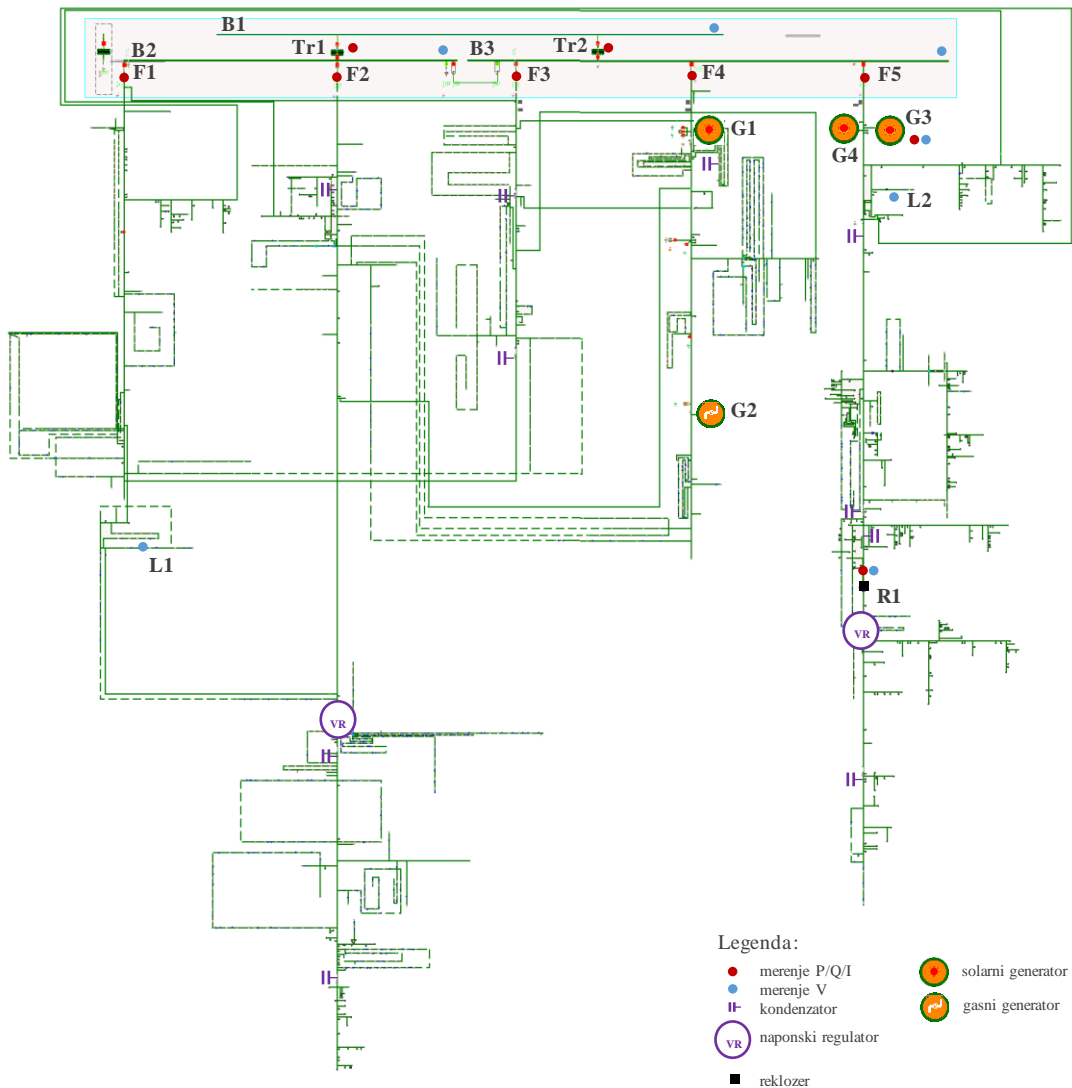 B1
B2
Tr1
B3
Tr2
F1
F2
F3
F4
F5
G1
G3
G4
L2
G2
L1
R1
VR
VR
Legenda:
merenje P/Q/I
merenje V
kondenzator
VR naponski regulator
reklozer
solarni generator
gasni generator